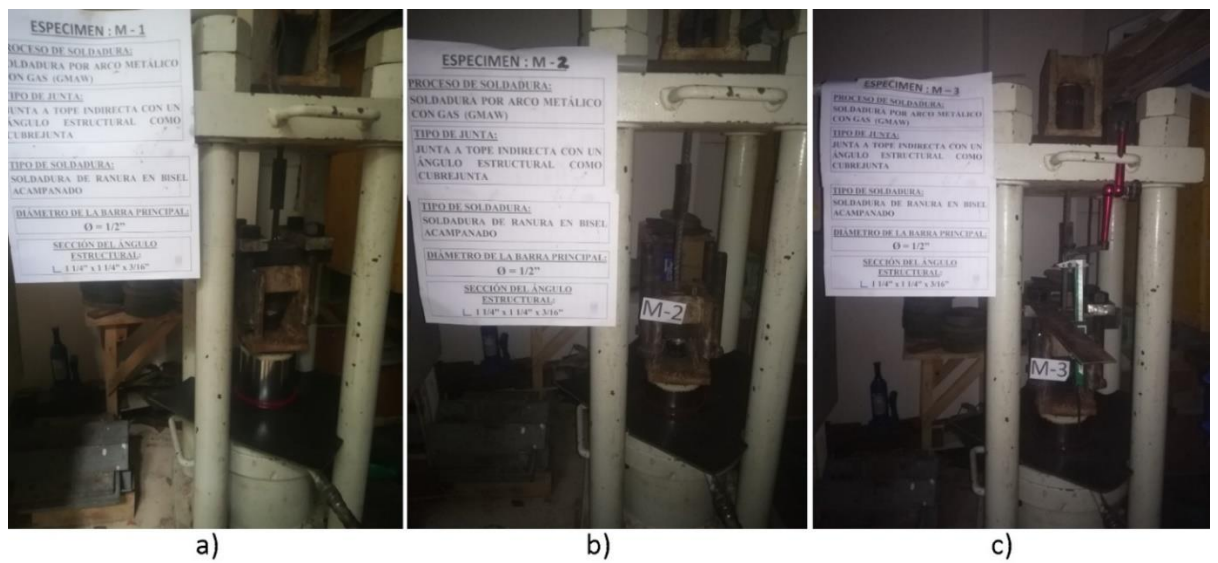 ESPECIMEN : M - 1
PROCESO DE SOLDADURA:
SOLDADURA POR ARCO METÁLICO
CON GAS (GMAW)
TIPO DE JUNTA:
JUNTA A TOPE INDIRECTA CON UN
ÁNGULO ESTRUCTURAL COMO
CUBREJUNTA
TIPO DE SOLDADURA:
SOLDADURA DE RANURA EN BISEL
ACAMPANADO
DIÁMETRO DE LA BARRA PRINCIPAL:
Ø = 1/2”
SECCIÓN DEL ÁNGULO
ESTRUCTURAL:
L 1 1/4” x 1 1/4” x 3/16”
a)
ESPECIMEN : M - 2
PROCESO DE SOLDADURA:
SOLDADURA POR ARCO METÁLICO
CON GAS (GMAW)
TIPO DE JUNTA:
JUNTA A TOPE INDIRECTA CON UN
ÁNGULO ESTRUCTURAL COMO
CUBREJUNTA
TIPO DE SOLDADURA:
SOLDADURA DE RANURA EN BISEL
ACAMPANADO
DIÁMETRO DE LA BARRA PRINCIPAL:
Ø = 1/2”
SECCIÓN DEL ÁNGULO
ESTRUCTURAL:
L 1 1/4” x 1 1/4” x 3/16”
M-2
b)
ESPECIMEN : M - 3
PROCESO DE SOLDADURA:
SOLDADURA POR ARCO METÁLICO
CON GAS (GMAW)
TIPO DE JUNTA:
JUNTA A TOPE INDIRECTA CON UN
ÁNGULO ESTRUCTURAL COMO
CUBREJUNTA
TIPO DE SOLDADURA:
SOLDADURA DE RANURA EN BISEL
ACAMPANADO
DIÁMETRO DE LA BARRA PRINCIPAL:
Ø = 1/2”
SECCIÓN DEL ÁNGULO
ESTRUCTURAL:
L 1 1/4” x 1 1/4” x 3/16”
M-3
c)